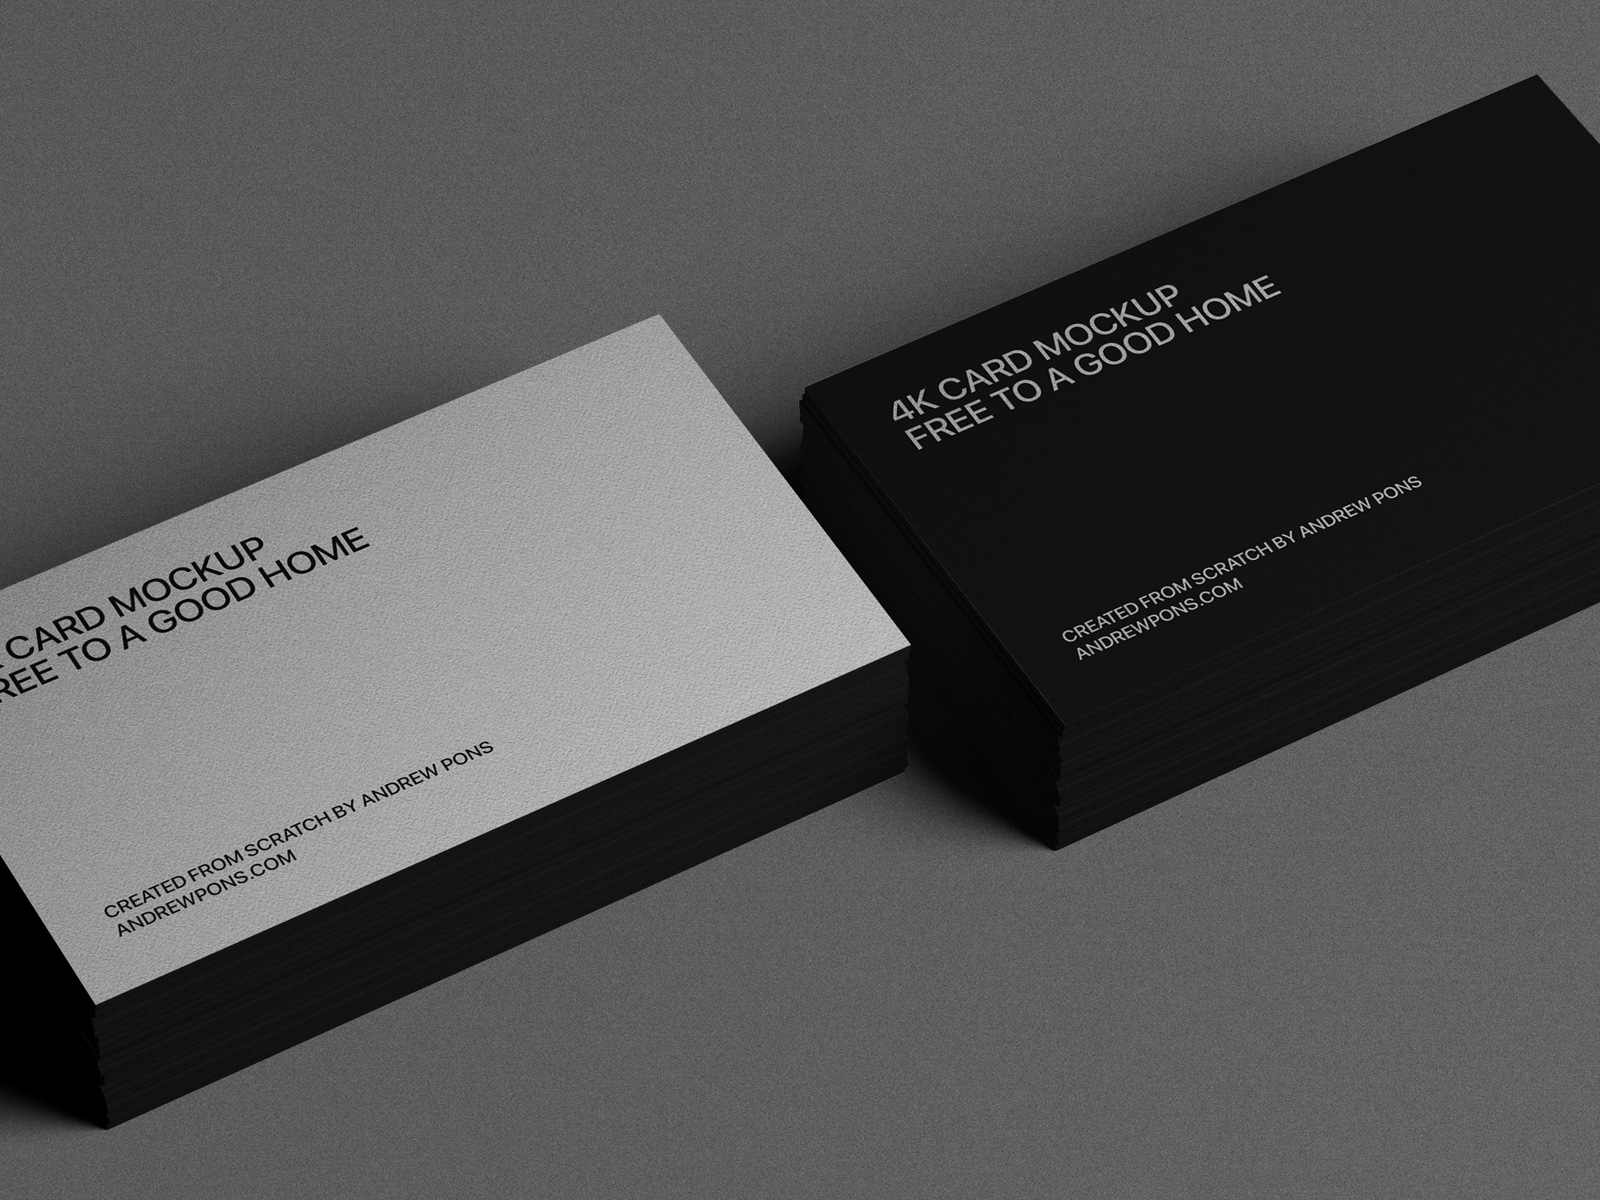 CARD MOCKUP
REE TO A GOOD HOME
CREATED FROM SCRATCH BY ANDREW PONS
ANDREWPONS.COM
4K CARD MOCKUP
FREE TO A GOOD HOME
CREATED FROM SCRATCH BY ANDREW PONS
ANDREWPONS.COM